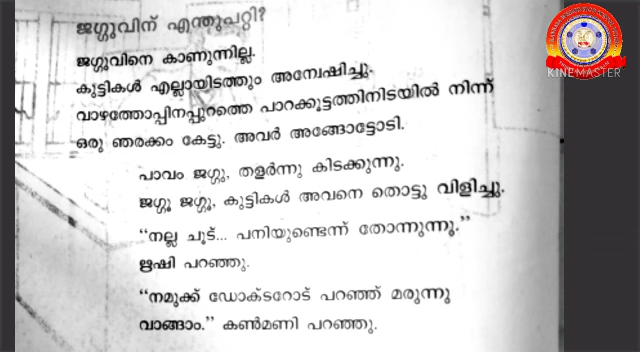 ജഗ്ഗുവിന് എന്തുപറ്റി?
ജഗ്ഗുവിനെ കാണുന്നില്ല.
കുട്ടികൾ എല്ലായിടത്തും അന്വേഷിച്ചു.
വാഴത്തോപ്പിനപ്പുറത്തെ പാറക്കൂട്ടത്തിനിടയിൽ നിന്ന്
ഒരു ഞരക്കം കേട്ടു. അവർ അങ്ങോട്ടോടി.
പാവം ജഗ്ഗു, തളർന്നു കിടക്കുന്നു.
ജഗ്ഗൂ ജഗ്ഗൂ, കുട്ടികൾ അവനെ തൊട്ടു വിളിച്ചു.
“നല്ല ചൂട്... പനിയുണ്ടെന്ന് തോന്നുന്നു.”
ഋഷി പറഞ്ഞു.
“നമുക്ക് ഡോക്ടറോട് പറഞ്ഞ് മരുന്നു
വാങ്ങാം.” കൺമണി പറഞ്ഞു.
KINEMASTER